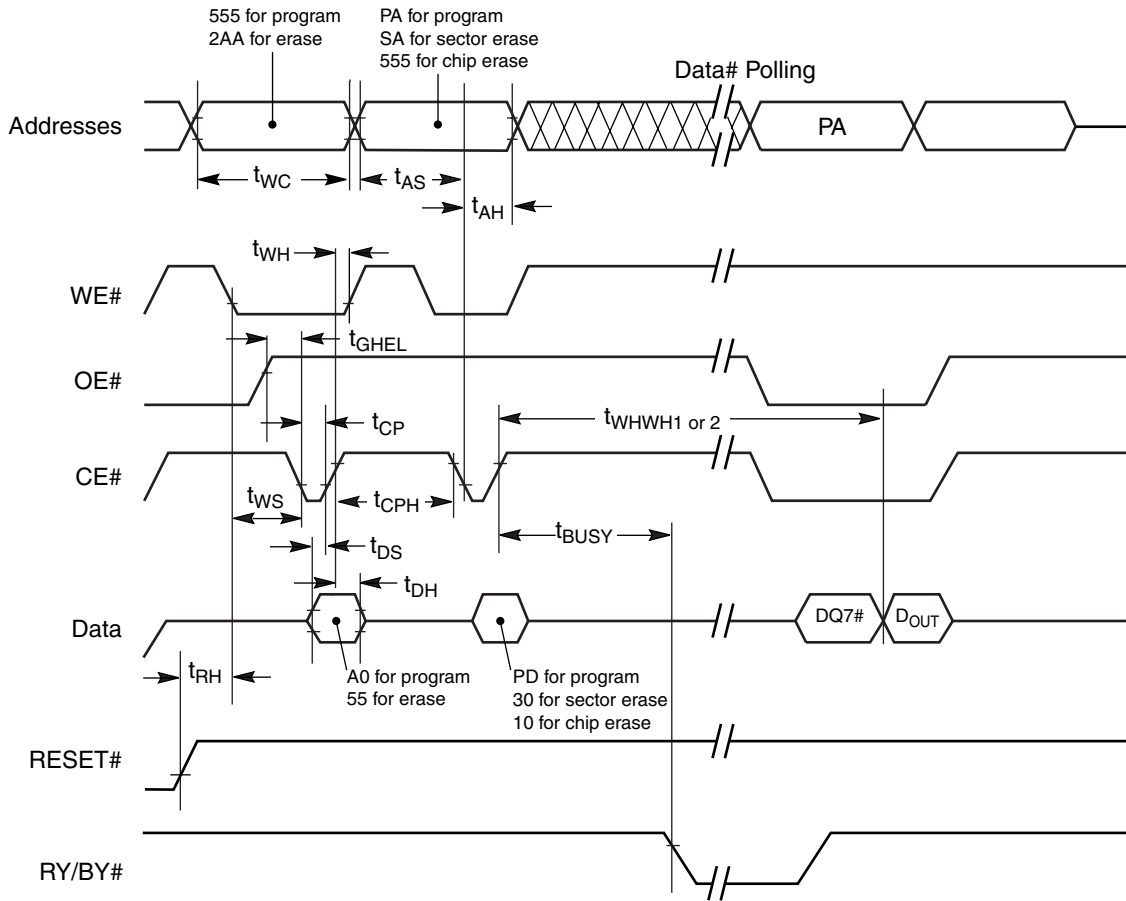 555 for program
2AA for erase
PA for program
SA for sector erase
555 for chip erase
Data# Polling
Addresses
PA
tWC
tAS
tAH
tWH
WE#
tGHEL
OE#
tWHWH1 or 2
tCP
CE#
tWS
tCPH
tBUSY
tDS
tDH
Data
DQ7#
DOUT
tRH
A0 for program
55 for erase
PD for program
30 for sector erase
10 for chip erase
RESET#
RY/BY#